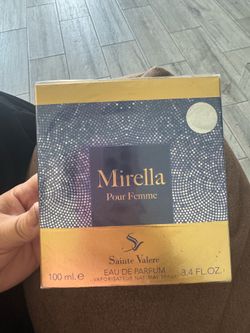 Mirella
Pour Femme
Sainte Valere
100 ml. e EAU DE PARFUM 3.4 FL.OZ.
VAPORISATEUR NATURAL SPRAY